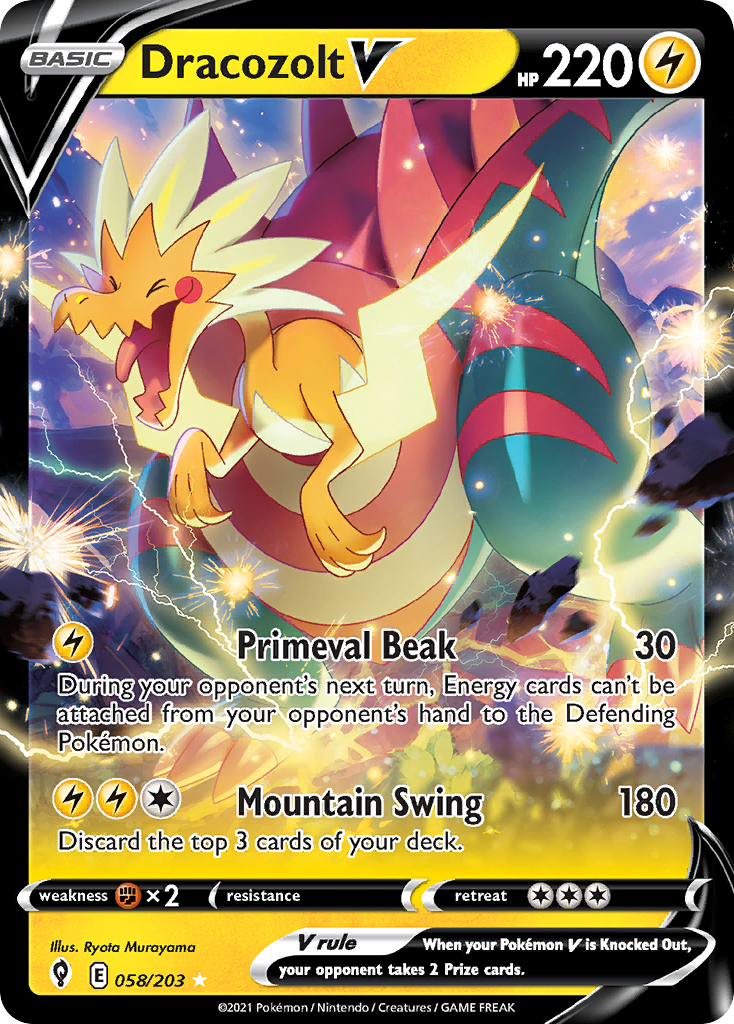 BASIC Dracozolt V HP 220
Primeval Beak 30
During your opponent's next turn, Energy cards can't be
attached from your opponent's hand to the Defending
Pokémon.
Mountain Swing 180
Discard the top 3 cards of your deck.
weakness ×2 resistance retreat
Illus. Ryota Murayama
V rule When your Pokémon V is Knocked Out,
your opponent takes 2 Prize cards.
E 058/203
©2021 Pokémon / Nintendo / Creatures / GAME FREAK